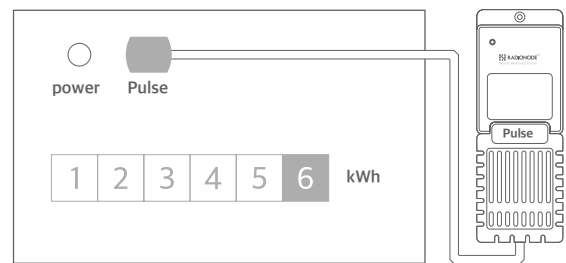 power
Pulse
1 2 3 4 5 6 kWh
RADIONODE
Pulse